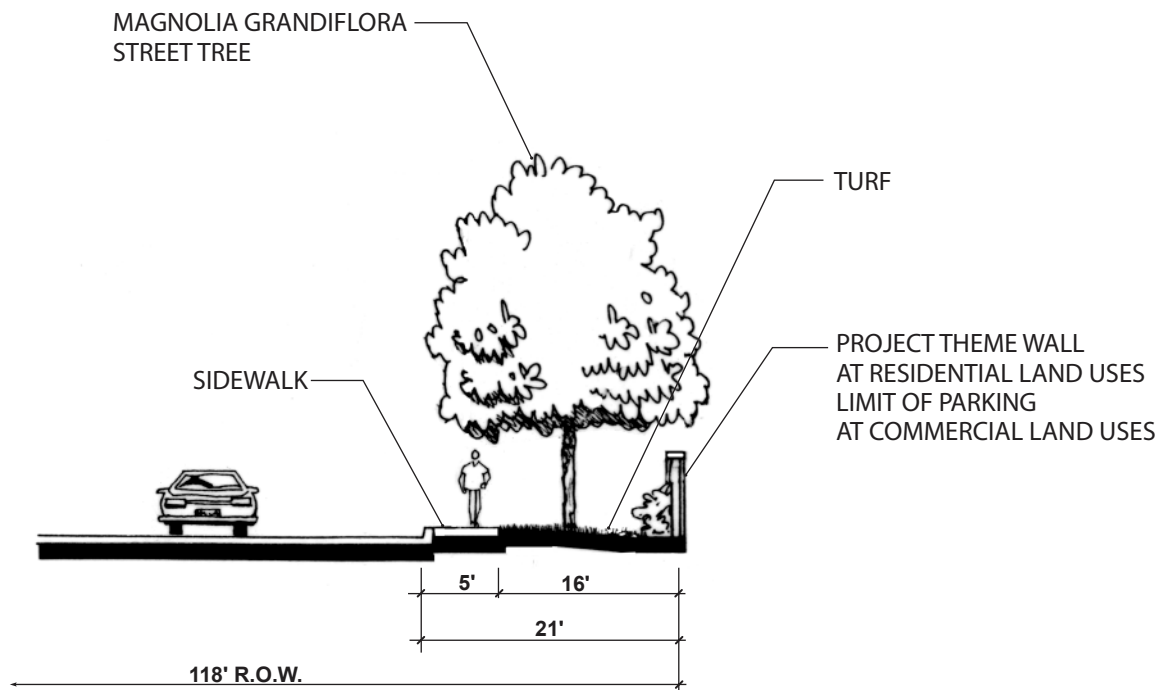 MAGNOLIA GRANDIFLORA
STREET TREE
TURF
PROJECT THEME WALL
AT RESIDENTIAL LAND USES
LIMIT OF PARKING
AT COMMERCIAL LAND USES
SIDEWALK
5'
16'
21'
118' R.O.W.